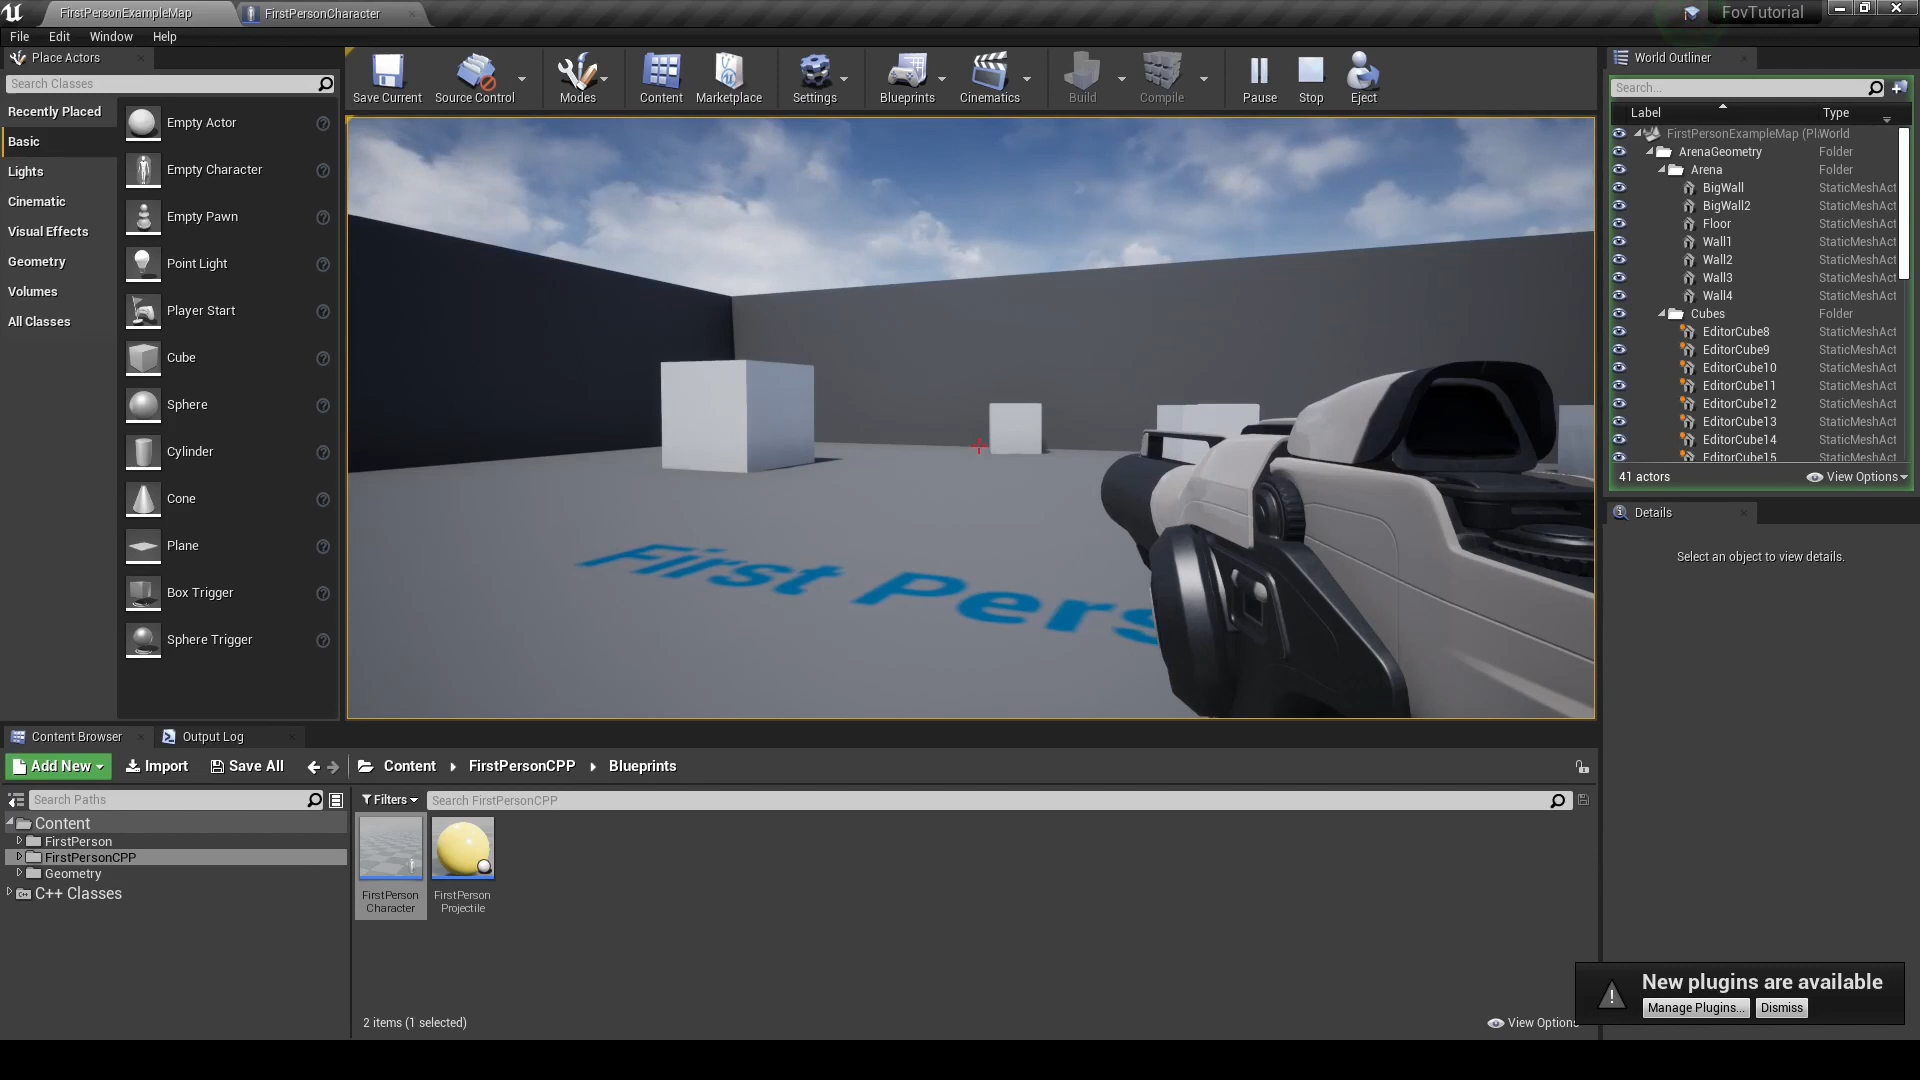 FirstPersonExampleMap
FirstPersonCharacter
FovTutorial
File Edit Window Help
Place Actors
Search Classes
Recently Placed
Basic
Lights
Cinematic
Visual Effects
Geometry
Volumes
All Classes
Empty Actor
Empty Character
Empty Pawn
Point Light
Player Start
Cube
Sphere
Cylinder
Cone
Plane
Box Trigger
Sphere Trigger
Save Current
Source Control
Modes
Content
Marketplace
Settings
Blueprints
Cinematics
Build
Compile
Pause
Stop
Eject
First Pers
World Outliner
Search...
Label Type
FirstPersonExampleMap (Pl World
ArenaGeometry Folder
Arena Folder
BigWall StaticMeshAct
BigWall2 StaticMeshAct
Floor StaticMeshAct
Wall1 StaticMeshAct
Wall2 StaticMeshAct
Wall3 StaticMeshAct
Wall4 StaticMeshAct
Cubes Folder
EditorCube8 StaticMeshAct
EditorCube9 StaticMeshAct
EditorCube10 StaticMeshAct
EditorCube11 StaticMeshAct
EditorCube12 StaticMeshAct
EditorCube13 StaticMeshAct
EditorCube14 StaticMeshAct
EditorCube15 StaticMeshAct
41 actors View Options
Details
Select an object to view details.
Content Browser
Output Log
Add New Import Save All
Content FirstPersonCPP Blueprints
Search Paths
Content
FirstPerson
FirstPersonCPP
Geometry
C++ Classes
Filters
Search FirstPersonCPP
FirstPerson
Character
FirstPerson
Projectile
2 items (1 selected)
View Options
New plugins are available
Manage Plugins... Dismiss